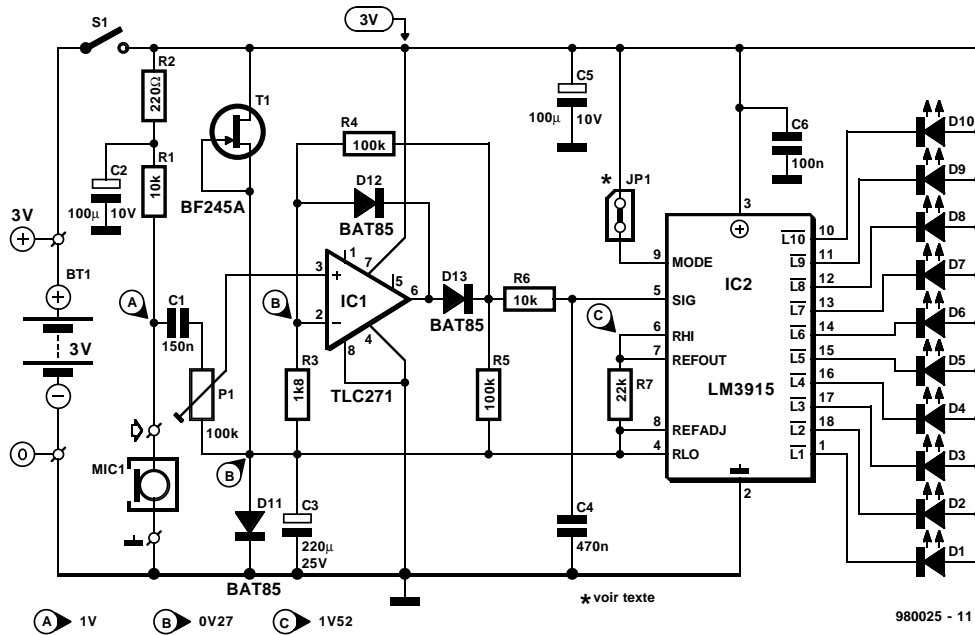 S1
3V
R2
220Ω
T1
BF245A
C2
100μ 10V
R1
10k
R4
100k
D12
BAT85
C5
100μ 10V
C6
100n
* JP1
3V
+
BT1
+
3V
−
0
A
C1
150n
P1
100k
MIC1
B
3
+
2
−
1
7
5
6
4
8
IC1
TLC271
D13
BAT85
R3
1k8
R5
100k
R6
10k
C
R7
22k
B
D11
BAT85
C3
220μ
25V
C4
470n
3
+
9 MODE
5 SIG
6 RHI
7 REFOUT
8 REFADJ
4 RLO
2
IC2
LM3915
L10 10
L9 11
L8 12
L7 13
L6 14
L5 15
L4 16
L3 17
L2 18
L1 1
D10
D9
D8
D7
D6
D5
D4
D3
D2
D1
* voir texte
A 1V
B 0V27
C 1V52
980025 - 11